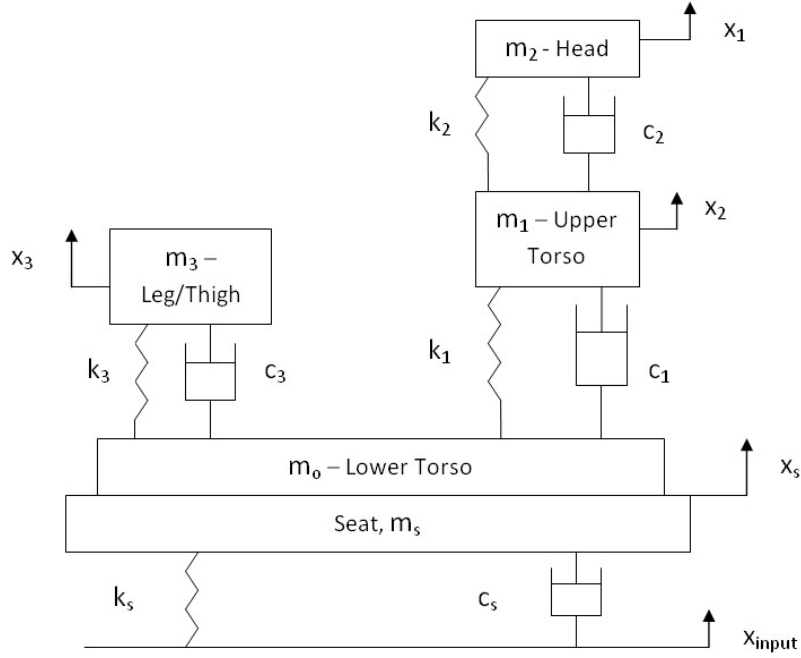 m₂ - Head
x₁
k₂
c₂
m₁ – Upper
Torso
x₂
x₃
m₃ –
Leg/Thigh
k₃
c₃
k₁
c₁
mₒ – Lower Torso
xₛ
Seat, mₛ
kₛ
cₛ
x_input